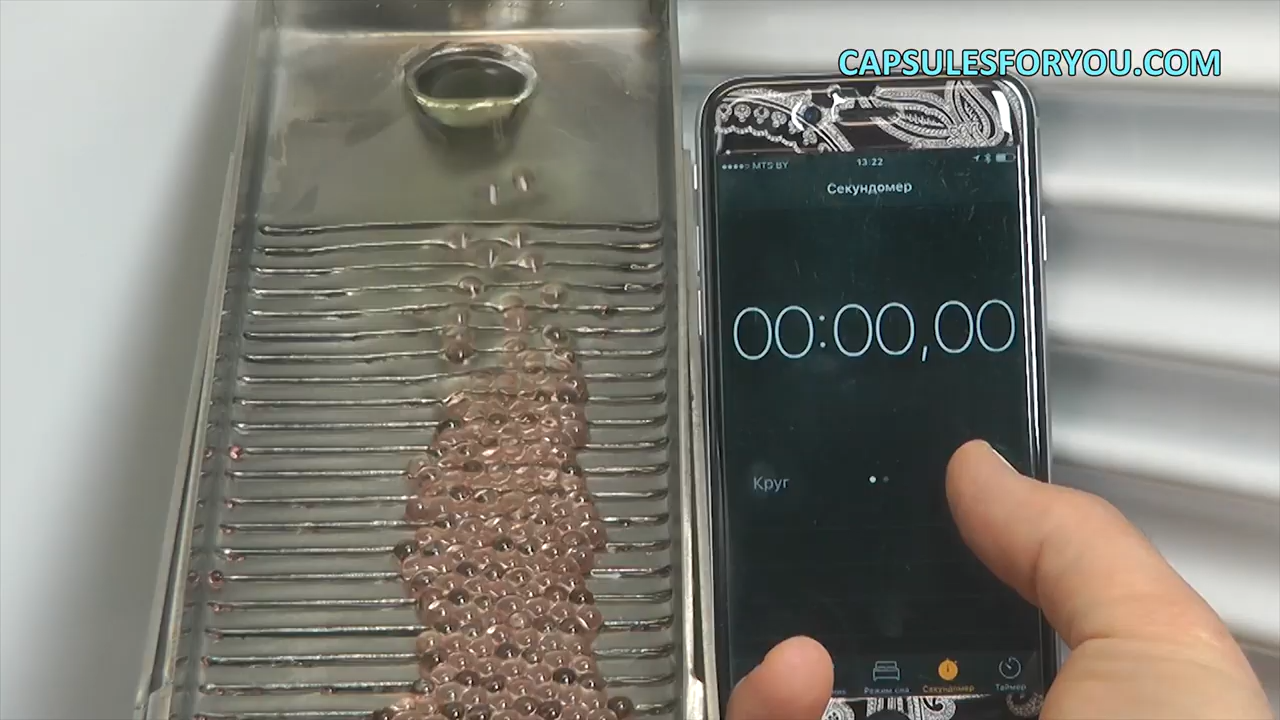 CAPSULESFORYOU.COM
MTS BY 13:22
Секундомер
00:00,00
Круг
Режим сна Секундомер Таймер